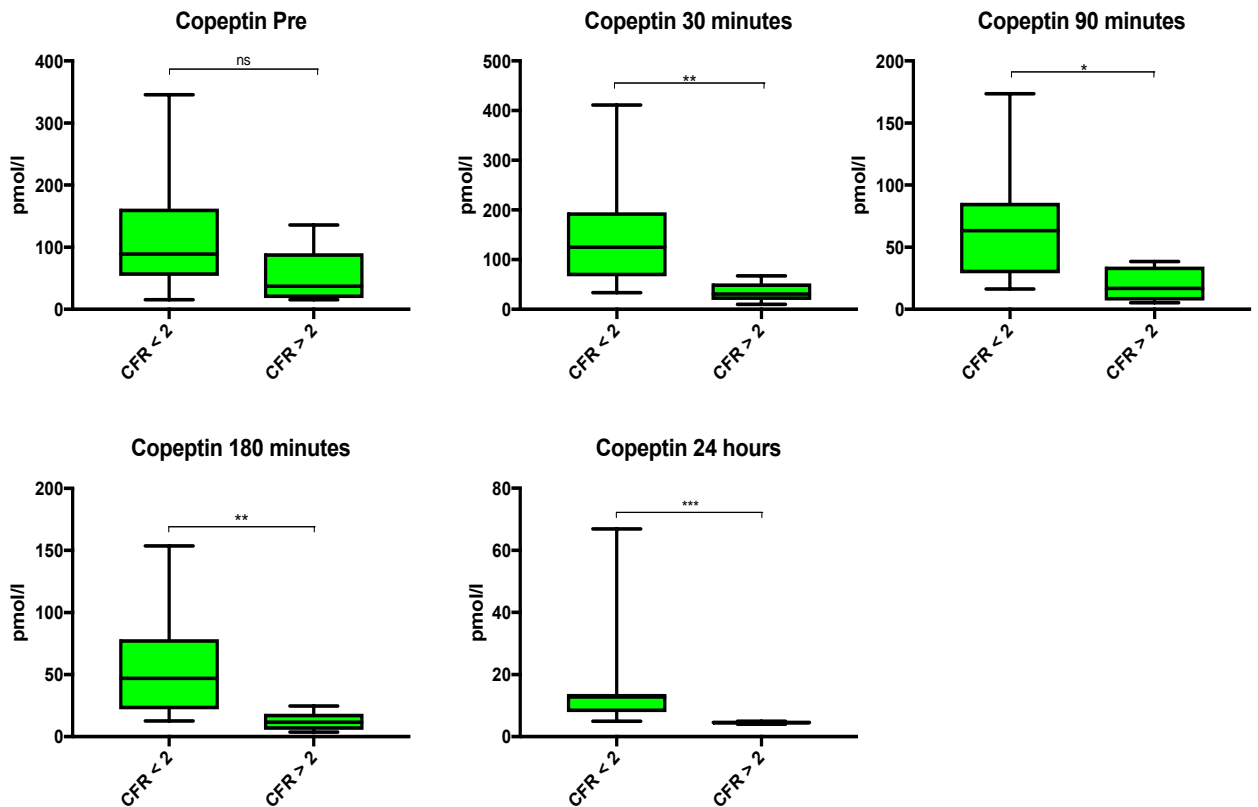 Copeptin Pre
400
300
200
100
0
pmol/l
ns
CFR < 2
CFR > 2
Copeptin 30 minutes
500
400
300
200
100
0
pmol/l
**
CFR < 2
CFR > 2
Copeptin 90 minutes
200
150
100
50
0
pmol/l
*
CFR < 2
CFR > 2
Copeptin 180 minutes
200
150
100
50
0
pmol/l
**
CFR < 2
CFR > 2
Copeptin 24 hours
80
60
40
20
0
pmol/l
***
CFR < 2
CFR > 2